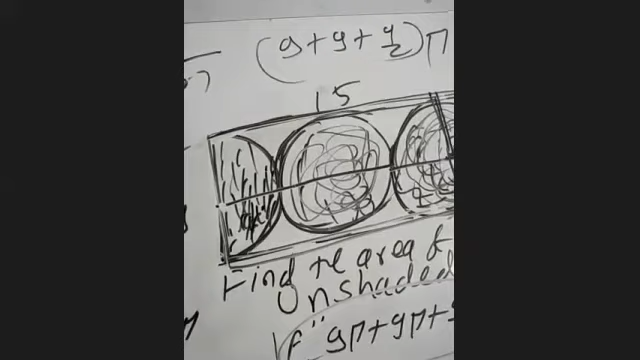 (9+9+9/2)π
15
Find the area of
Unshaded
9π+9π+